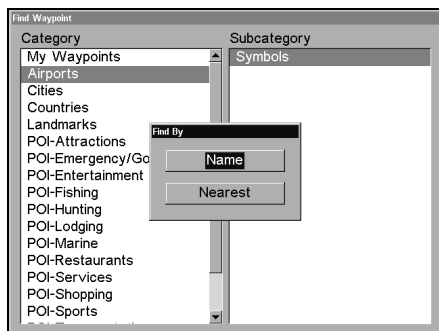 Find Waypoint
Category
Subcategory
My Waypoints
Airports
Cities
Countries
Landmarks
POI-Attractions
POI-Emergency/Go
POI-Entertainment
POI-Fishing
POI-Hunting
POI-Lodging
POI-Marine
POI-Restaurants
POI-Services
POI-Shopping
POI-Sports
Symbols
Find By
Name
Nearest